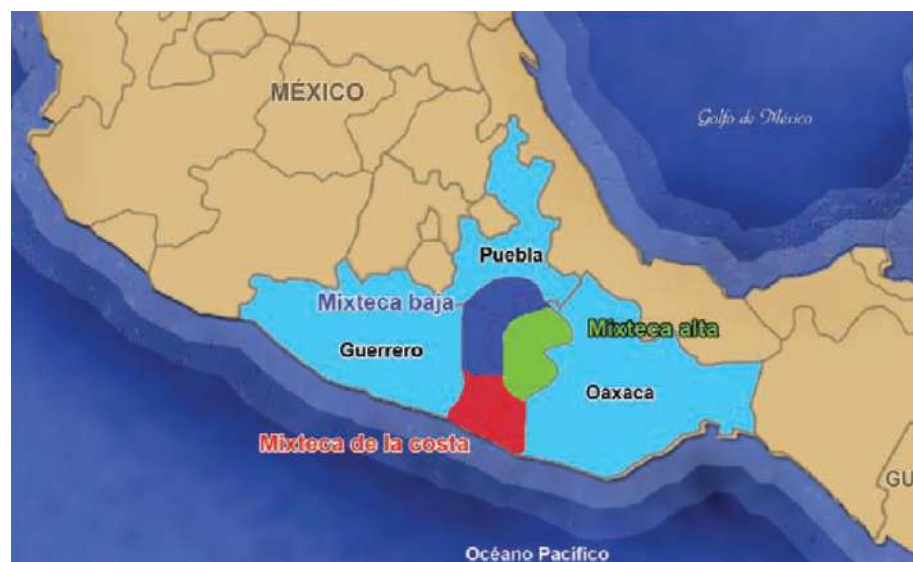 MÉXICO
Golfo de México
Puebla
Mixteca baja
Mixteca alta
Guerrero
Oaxaca
Mixteca de la costa
GU
Océano Pacífico